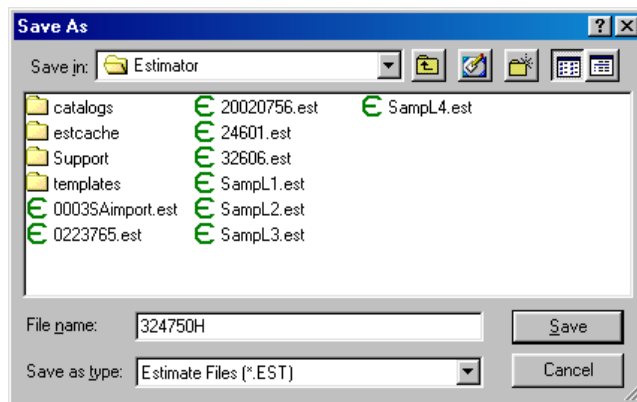 Save As
Save in: Estimator
catalogs
estcache
Support
templates
0003SAimport.est
0223765.est
20020756.est
24601.est
32606.est
SampL1.est
SampL2.est
SampL3.est
SampL4.est
File name: 324750H
Save
Save as type: Estimate Files (*.EST)
Cancel